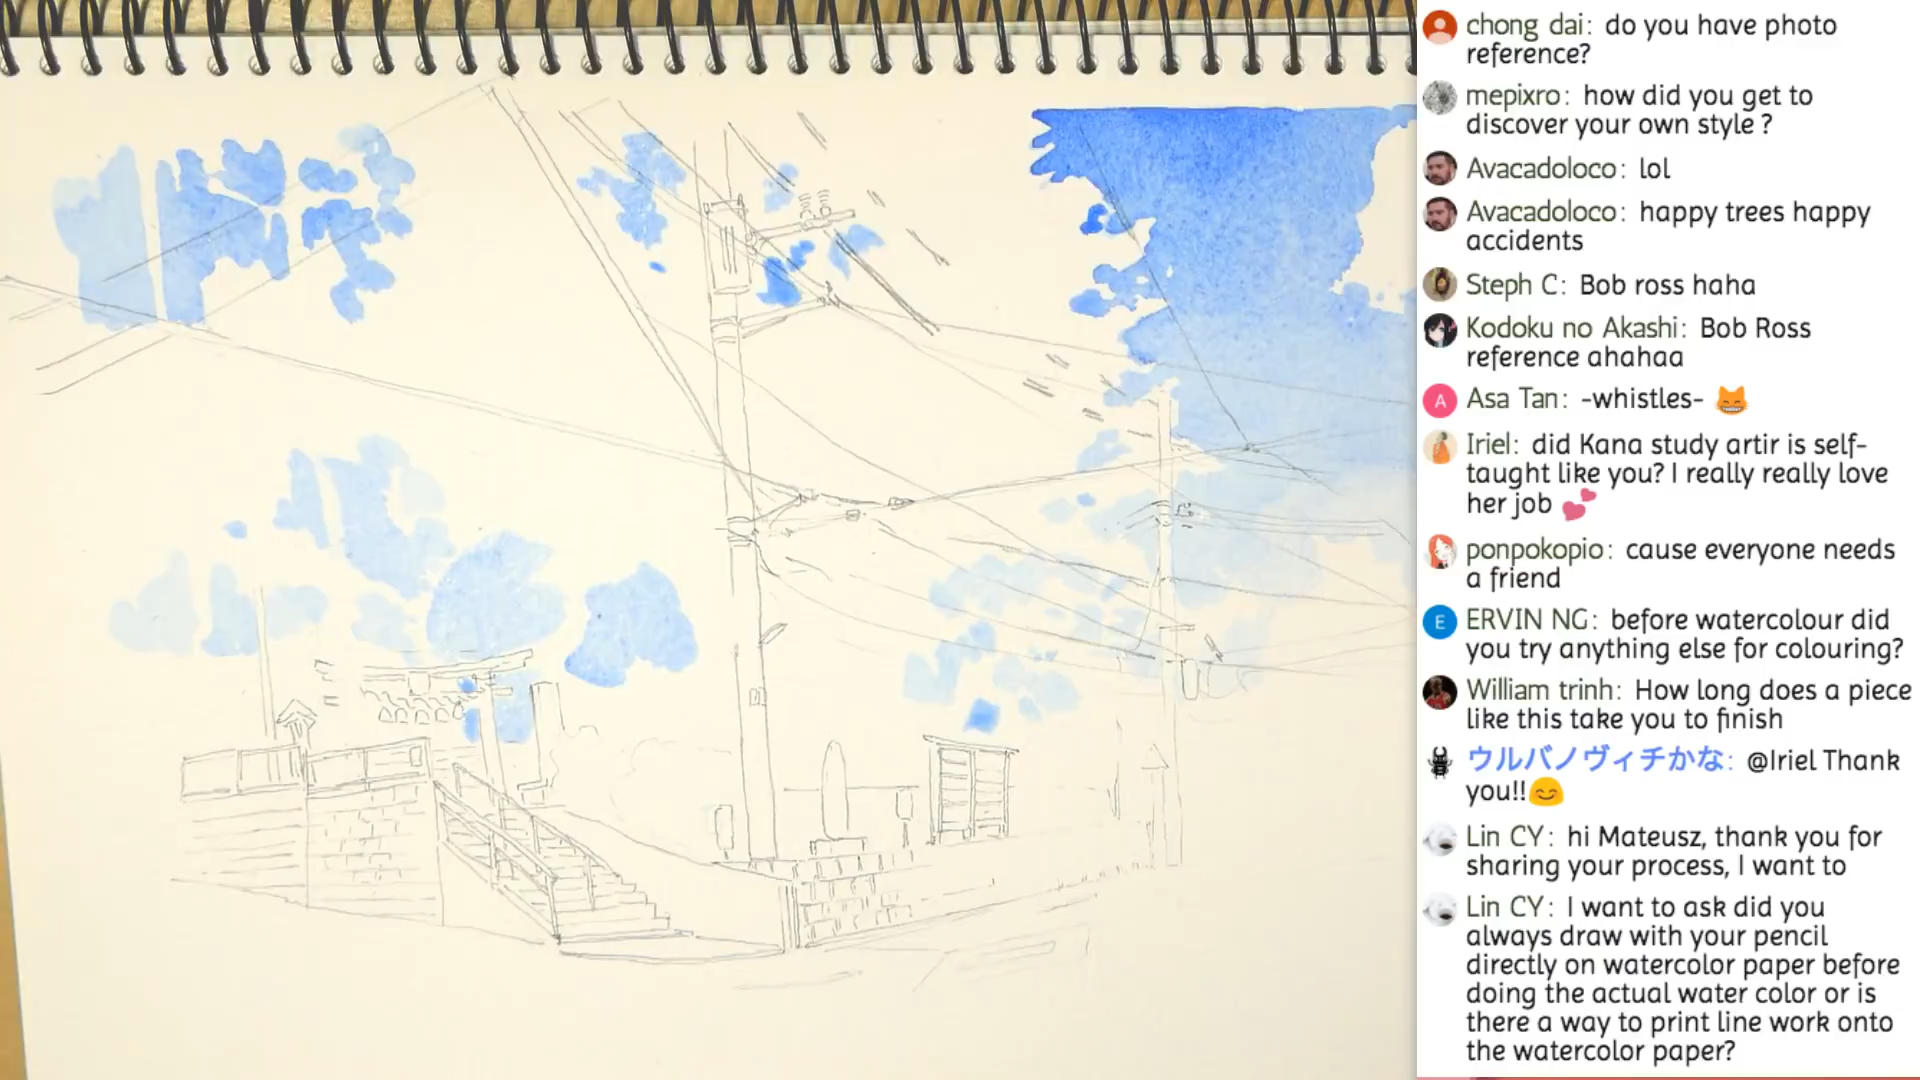 chong dai: do you have photo
reference?
mepixro: how did you get to
discover your own style ?
Avacadoloco: lol
Avacadoloco: happy trees happy
accidents
Steph C: Bob ross haha
Kodoku no Akashi: Bob Ross
reference ahahaa
A
Asa Tan: -whistles- 😸
Iriel: did Kana study artir is self-
taught like you? I really really love
her job 💕
ponpokopio: cause everyone needs
a friend
E
ERVIN NG: before watercolour did
you try anything else for colouring?
William trinh: How long does a piece
like this take you to finish
ウルバノヴィチかな: @Iriel Thank
you!!😊
Lin CY: hi Mateusz, thank you for
sharing your process, I want to
Lin CY: I want to ask did you
always draw with your pencil
directly on watercolor paper before
doing the actual water color or is
there a way to print line work onto
the watercolor paper?